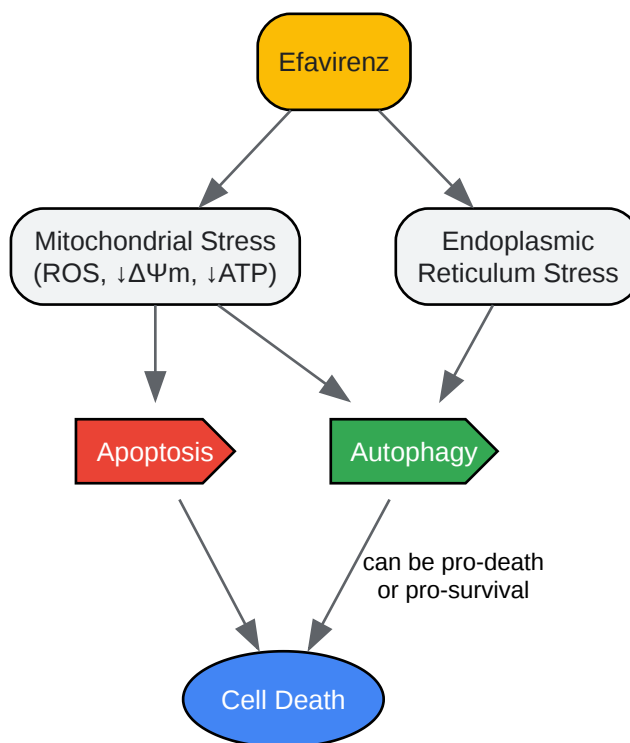 Efavirenz
Mitochondrial Stress
(ROS, ↓ΔΨm, ↓ATP)
Endoplasmic
Reticulum Stress
Apoptosis
Autophagy
can be pro-death
or pro-survival
Cell Death